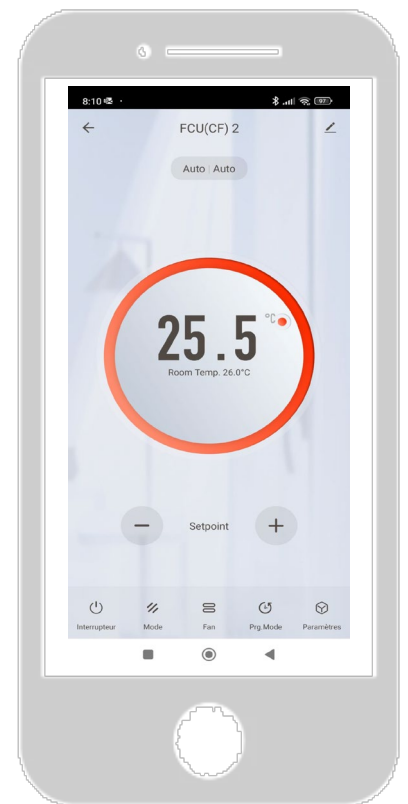 8:10
97
FCU(CF) 2
Auto | Auto
25.5 °C
Room Temp. 26.0°C
− Setpoint +
Interrupteur Mode Fan Prg.Mode Paramètres